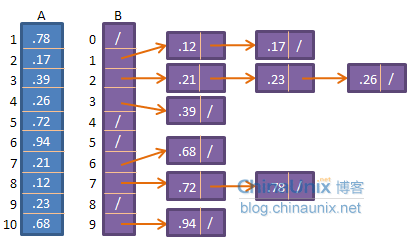 A B
1 .78 0 /
2 .17 1 .12 .17 /
3 .39 2 .21 .23 .26 /
4 .26 3 .39 /
5 .72 4 /
6 .94 5 / .68 /
7 .21 6
8 .12 7 .72 .78 /
9 .23 8 /
10 .68 9 .94 /
ChinaUnix 博客
blog.chinaunix.net